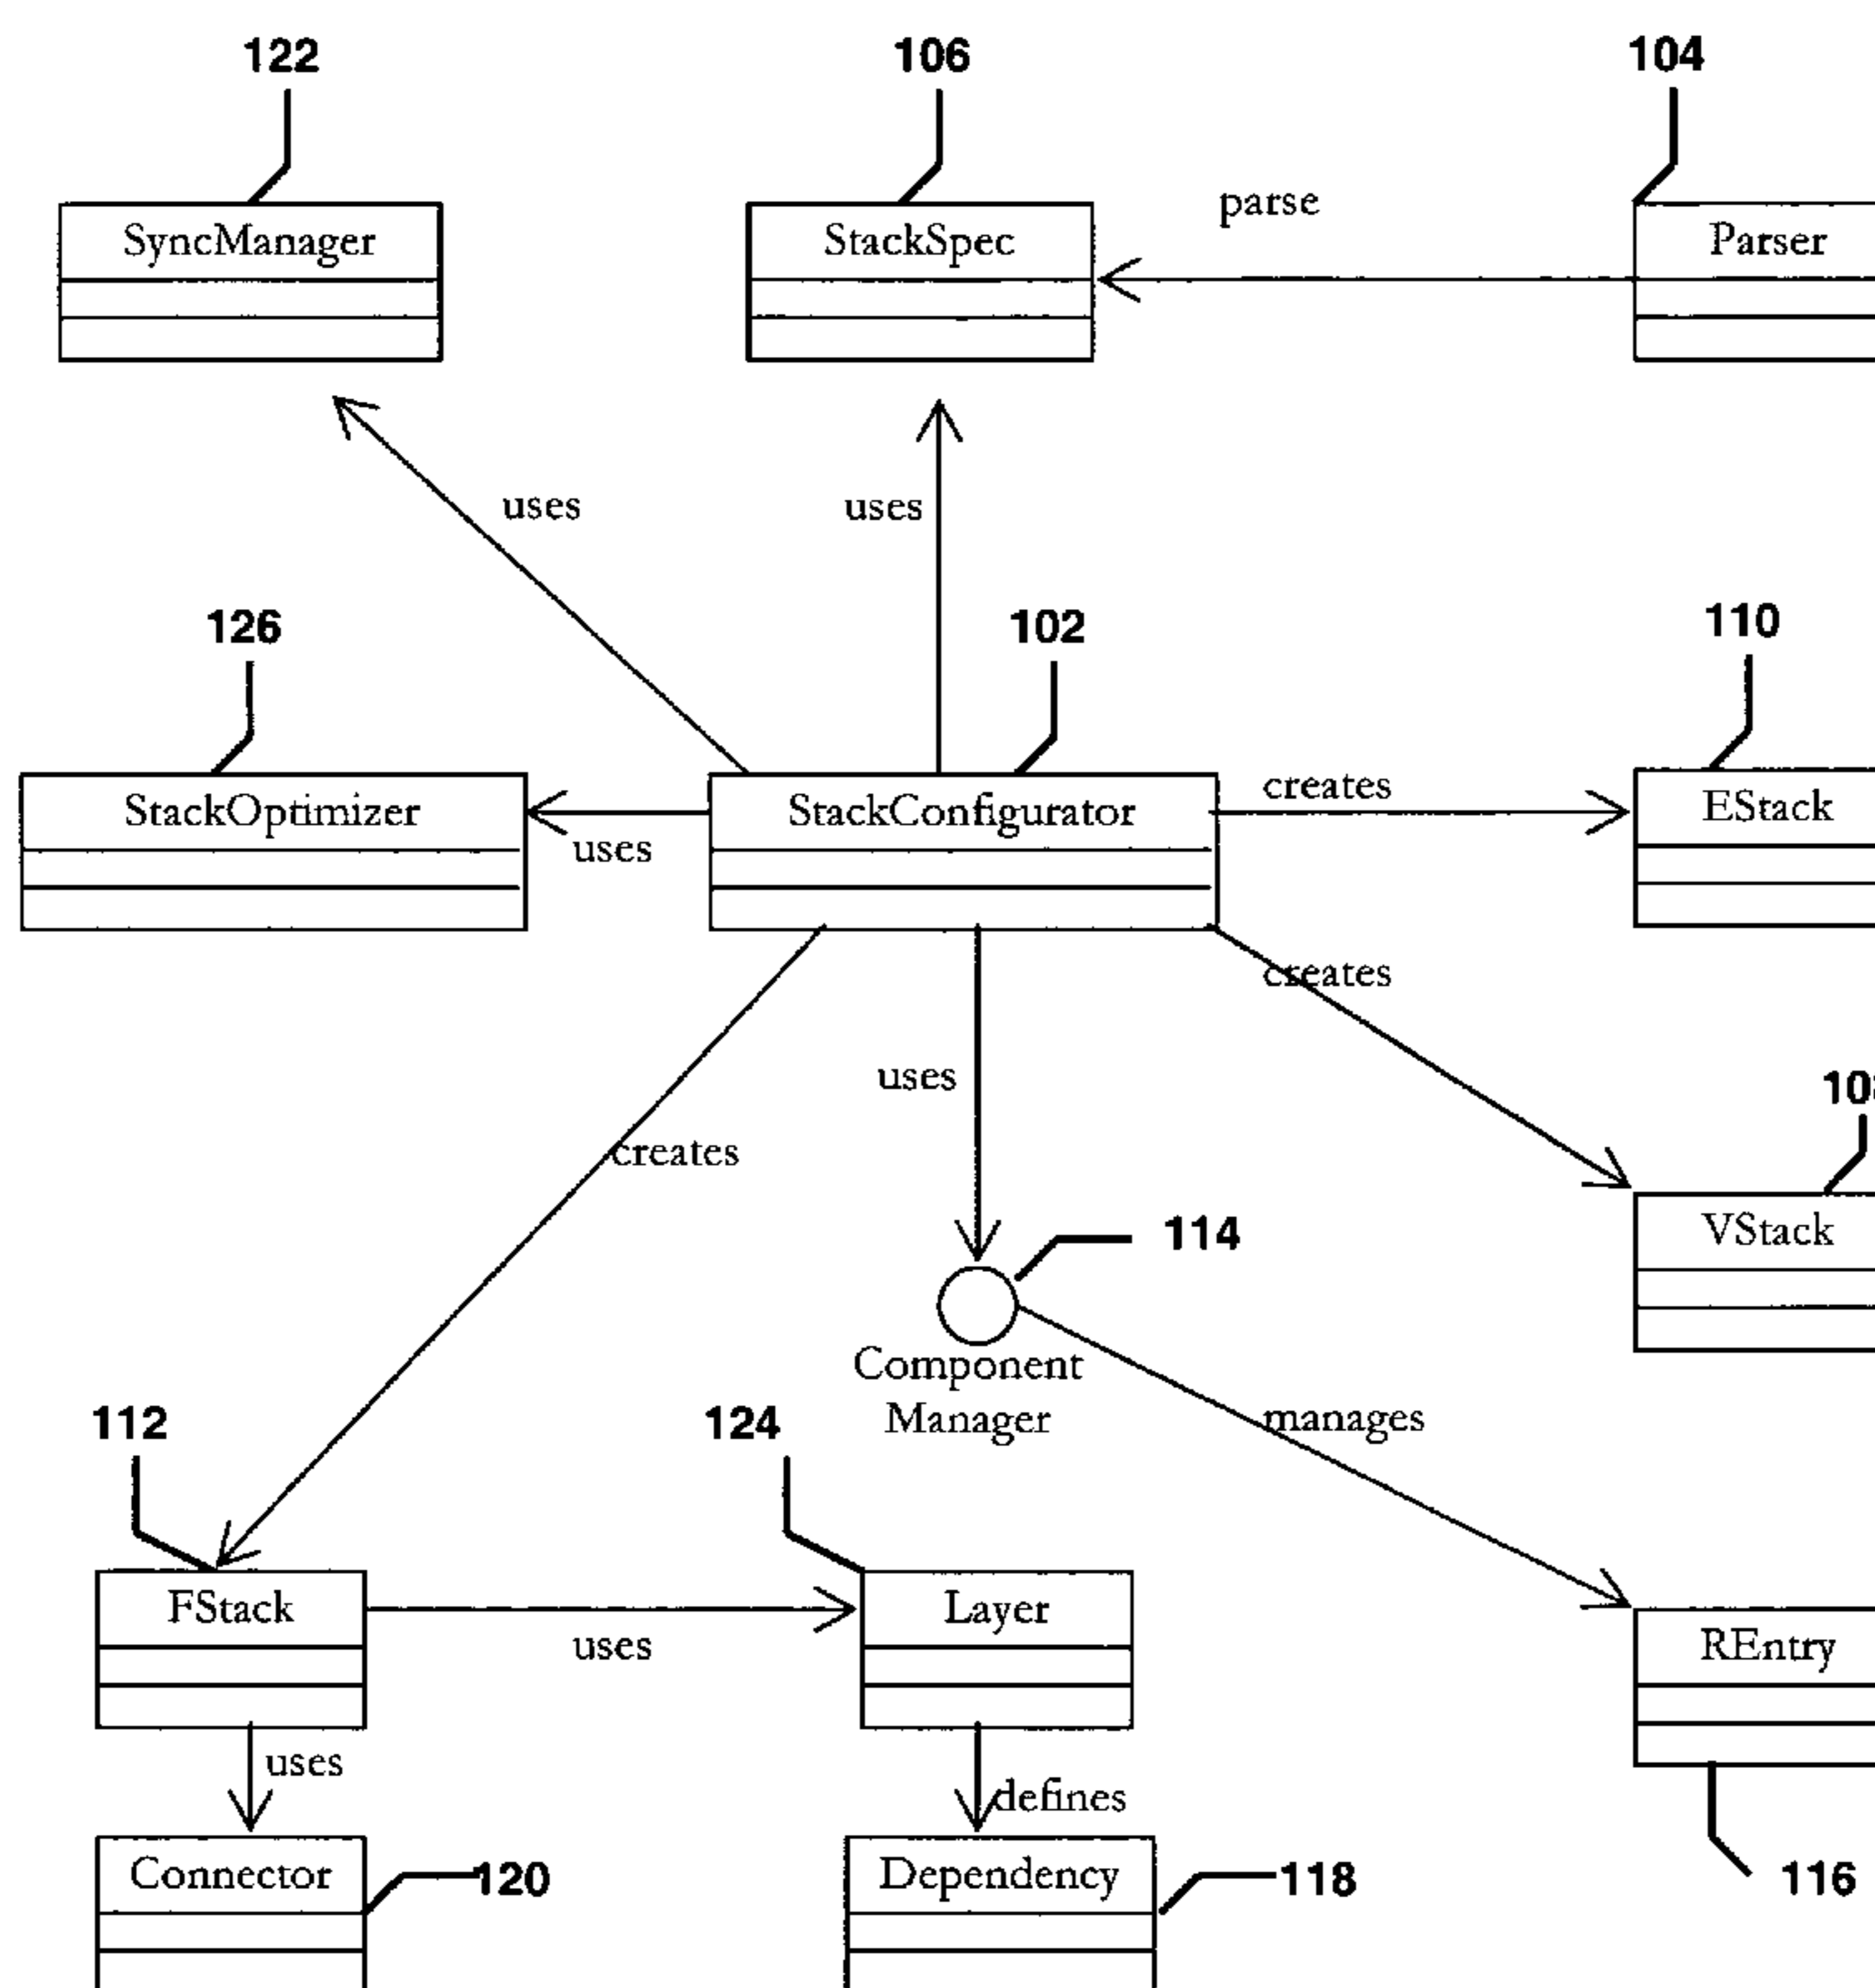 122
106
104
SyncManager
StackSpec
parse
Parser
uses
uses
126
102
110
StackOptimizer
uses
StackConfigurator
creates
EStack
creates
uses
creates
VStack
114
Component
Manager
manages
112
124
FStack
uses
Layer
REntry
uses
defines
Connector
120
Dependency
118
116